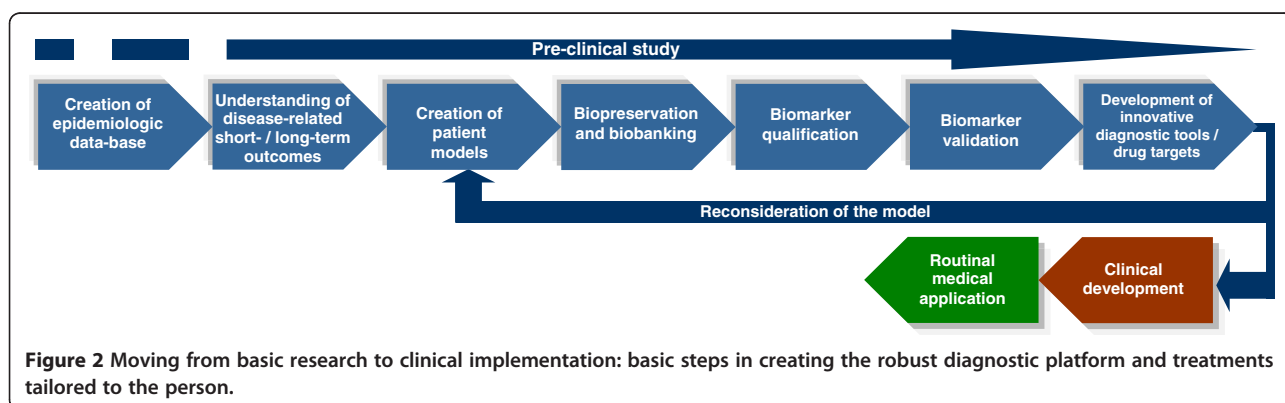 Pre-clinical study
Creation of
epidemiologic
data-base
Understanding of
disease-related
short- / long-term
outcomes
Creation of
patient
models
Biopreservation
and biobanking
Biomarker
qualification
Biomarker
validation
Development of
innovative
diagnostic tools /
drug targets
Reconsideration of the model
Routinal
medical
application
Clinical
development
Figure 2 Moving from basic research to clinical implementation: basic steps in creating the robust diagnostic platform and treatments
tailored to the person.